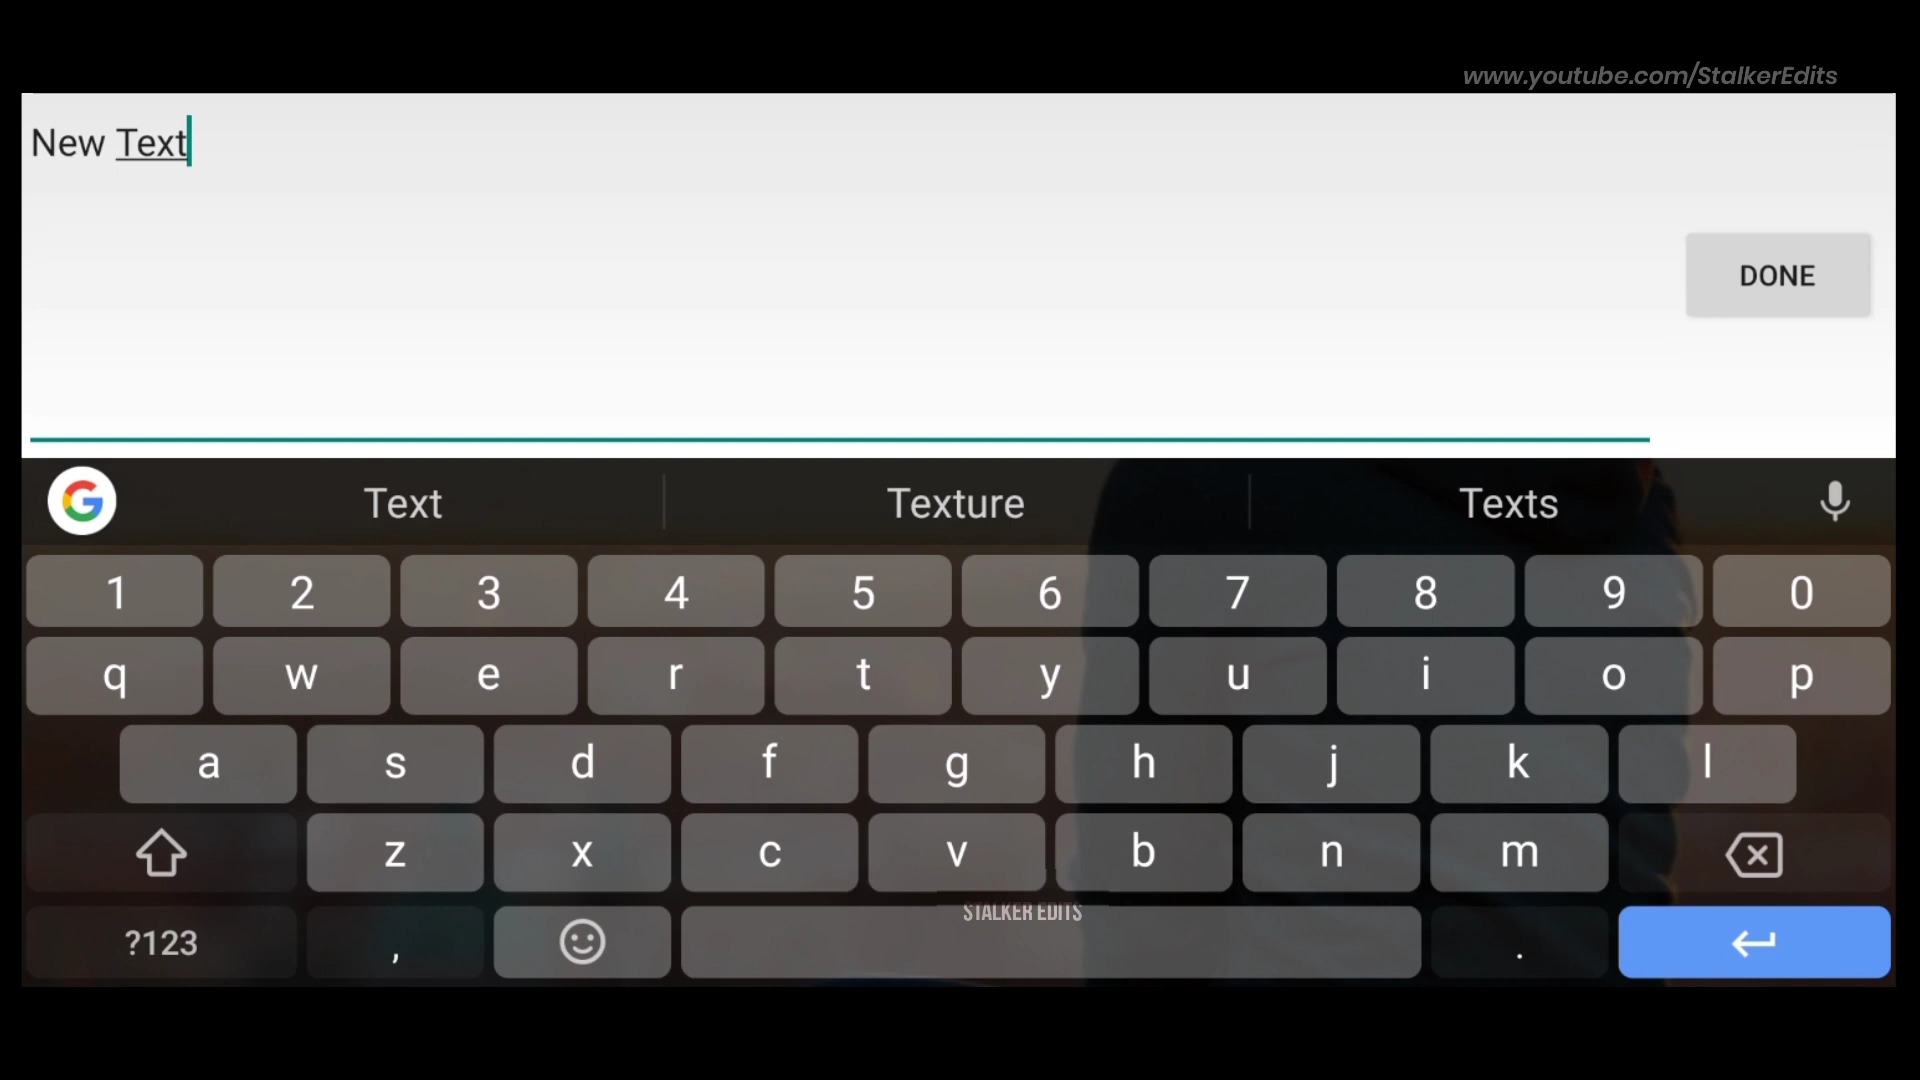 www.youtube.com/StalkerEdits
New Text
DONE
G Text Texture Texts
1 2 3 4 5 6 7 8 9 0
q w e r t y u i o p
a s d f g h j k l
z x c v b n m
STALKER EDITS
?123 , .